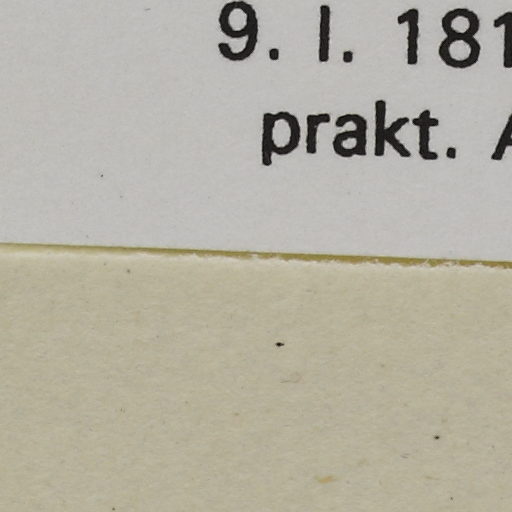 9. I. 181
prakt. A